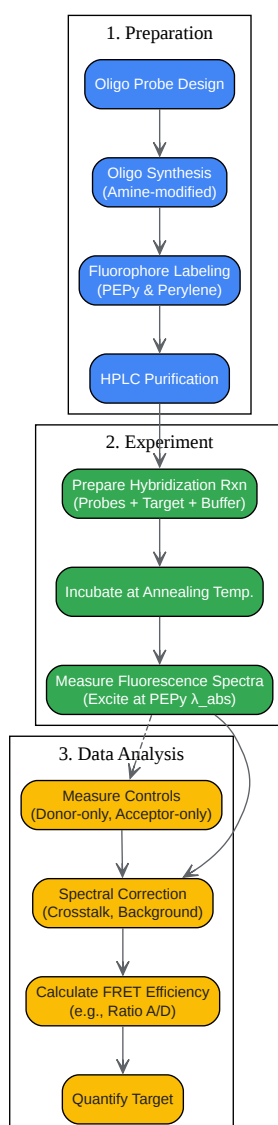 1. Preparation
Oligo Probe Design
Oligo Synthesis
(Amine-modified)
Fluorophore Labeling
(PEPy & Perylene)
HPLC Purification
2. Experiment
Prepare Hybridization Rxn
(Probes + Target + Buffer)
Incubate at Annealing Temp.
Measure Fluorescence Spectra
(Excite at PEPy λ_abs)
3. Data Analysis
Measure Controls
(Donor-only, Acceptor-only)
Spectral Correction
(Crosstalk, Background)
Calculate FRET Efficiency
(e.g., Ratio A/D)
Quantify Target